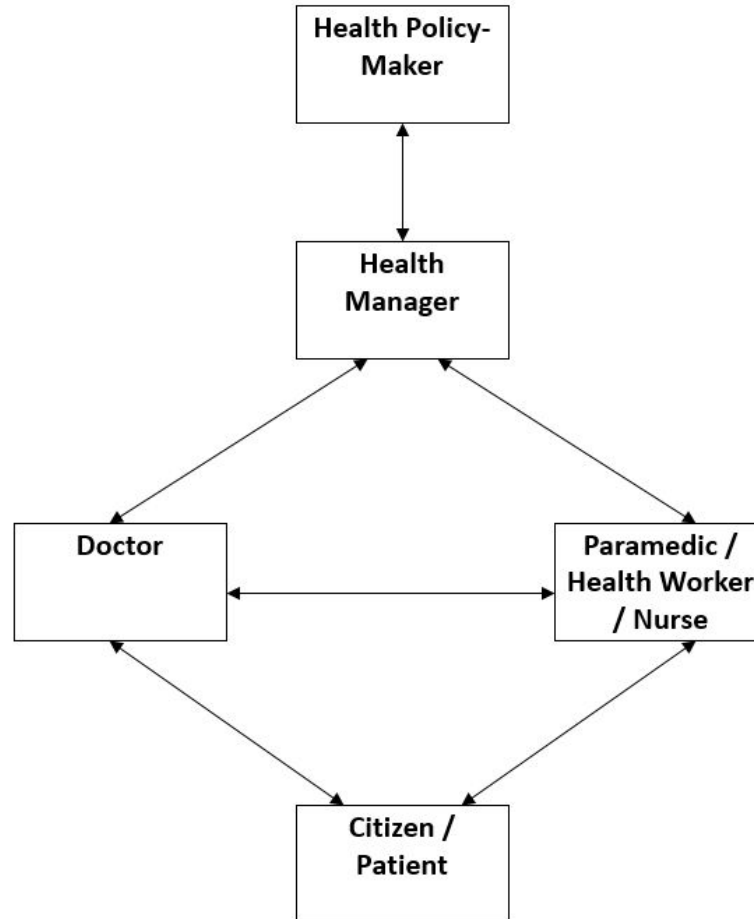 Health Policy-
Maker
Health
Manager
Doctor
Paramedic /
Health Worker
/ Nurse
Citizen /
Patient